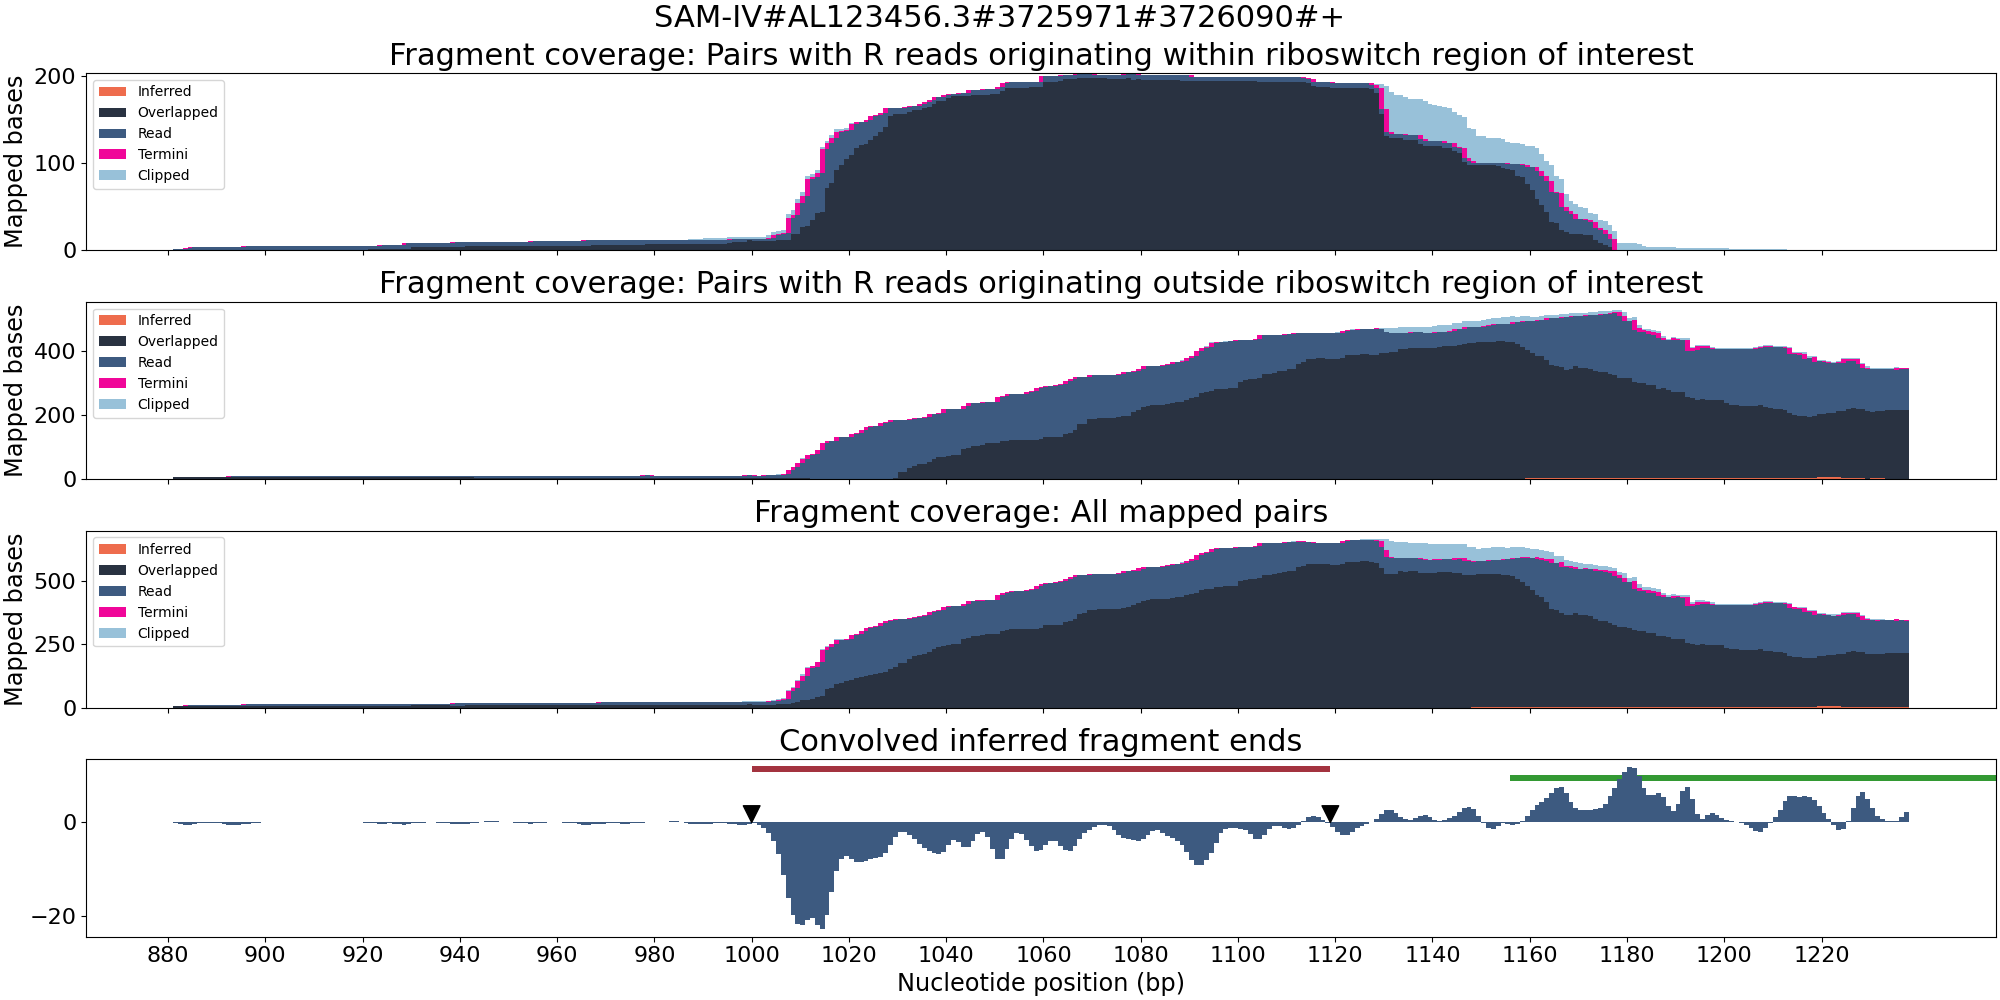 SAM-IV#AL123456.3#3725971#3726090#+
Fragment coverage: Pairs with R reads originating within riboswitch region of interest
Mapped bases
200
100
0
Inferred
Overlapped
Read
Termini
Clipped
Fragment coverage: Pairs with R reads originating outside riboswitch region of interest
Mapped bases
400
200
0
Inferred
Overlapped
Read
Termini
Clipped
Fragment coverage: All mapped pairs
Mapped bases
500
250
0
Inferred
Overlapped
Read
Termini
Clipped
Convolved inferred fragment ends
0
−20
880 900 920 940 960 980 1000 1020 1040 1060 1080 1100 1120 1140 1160 1180 1200 1220
Nucleotide position (bp)